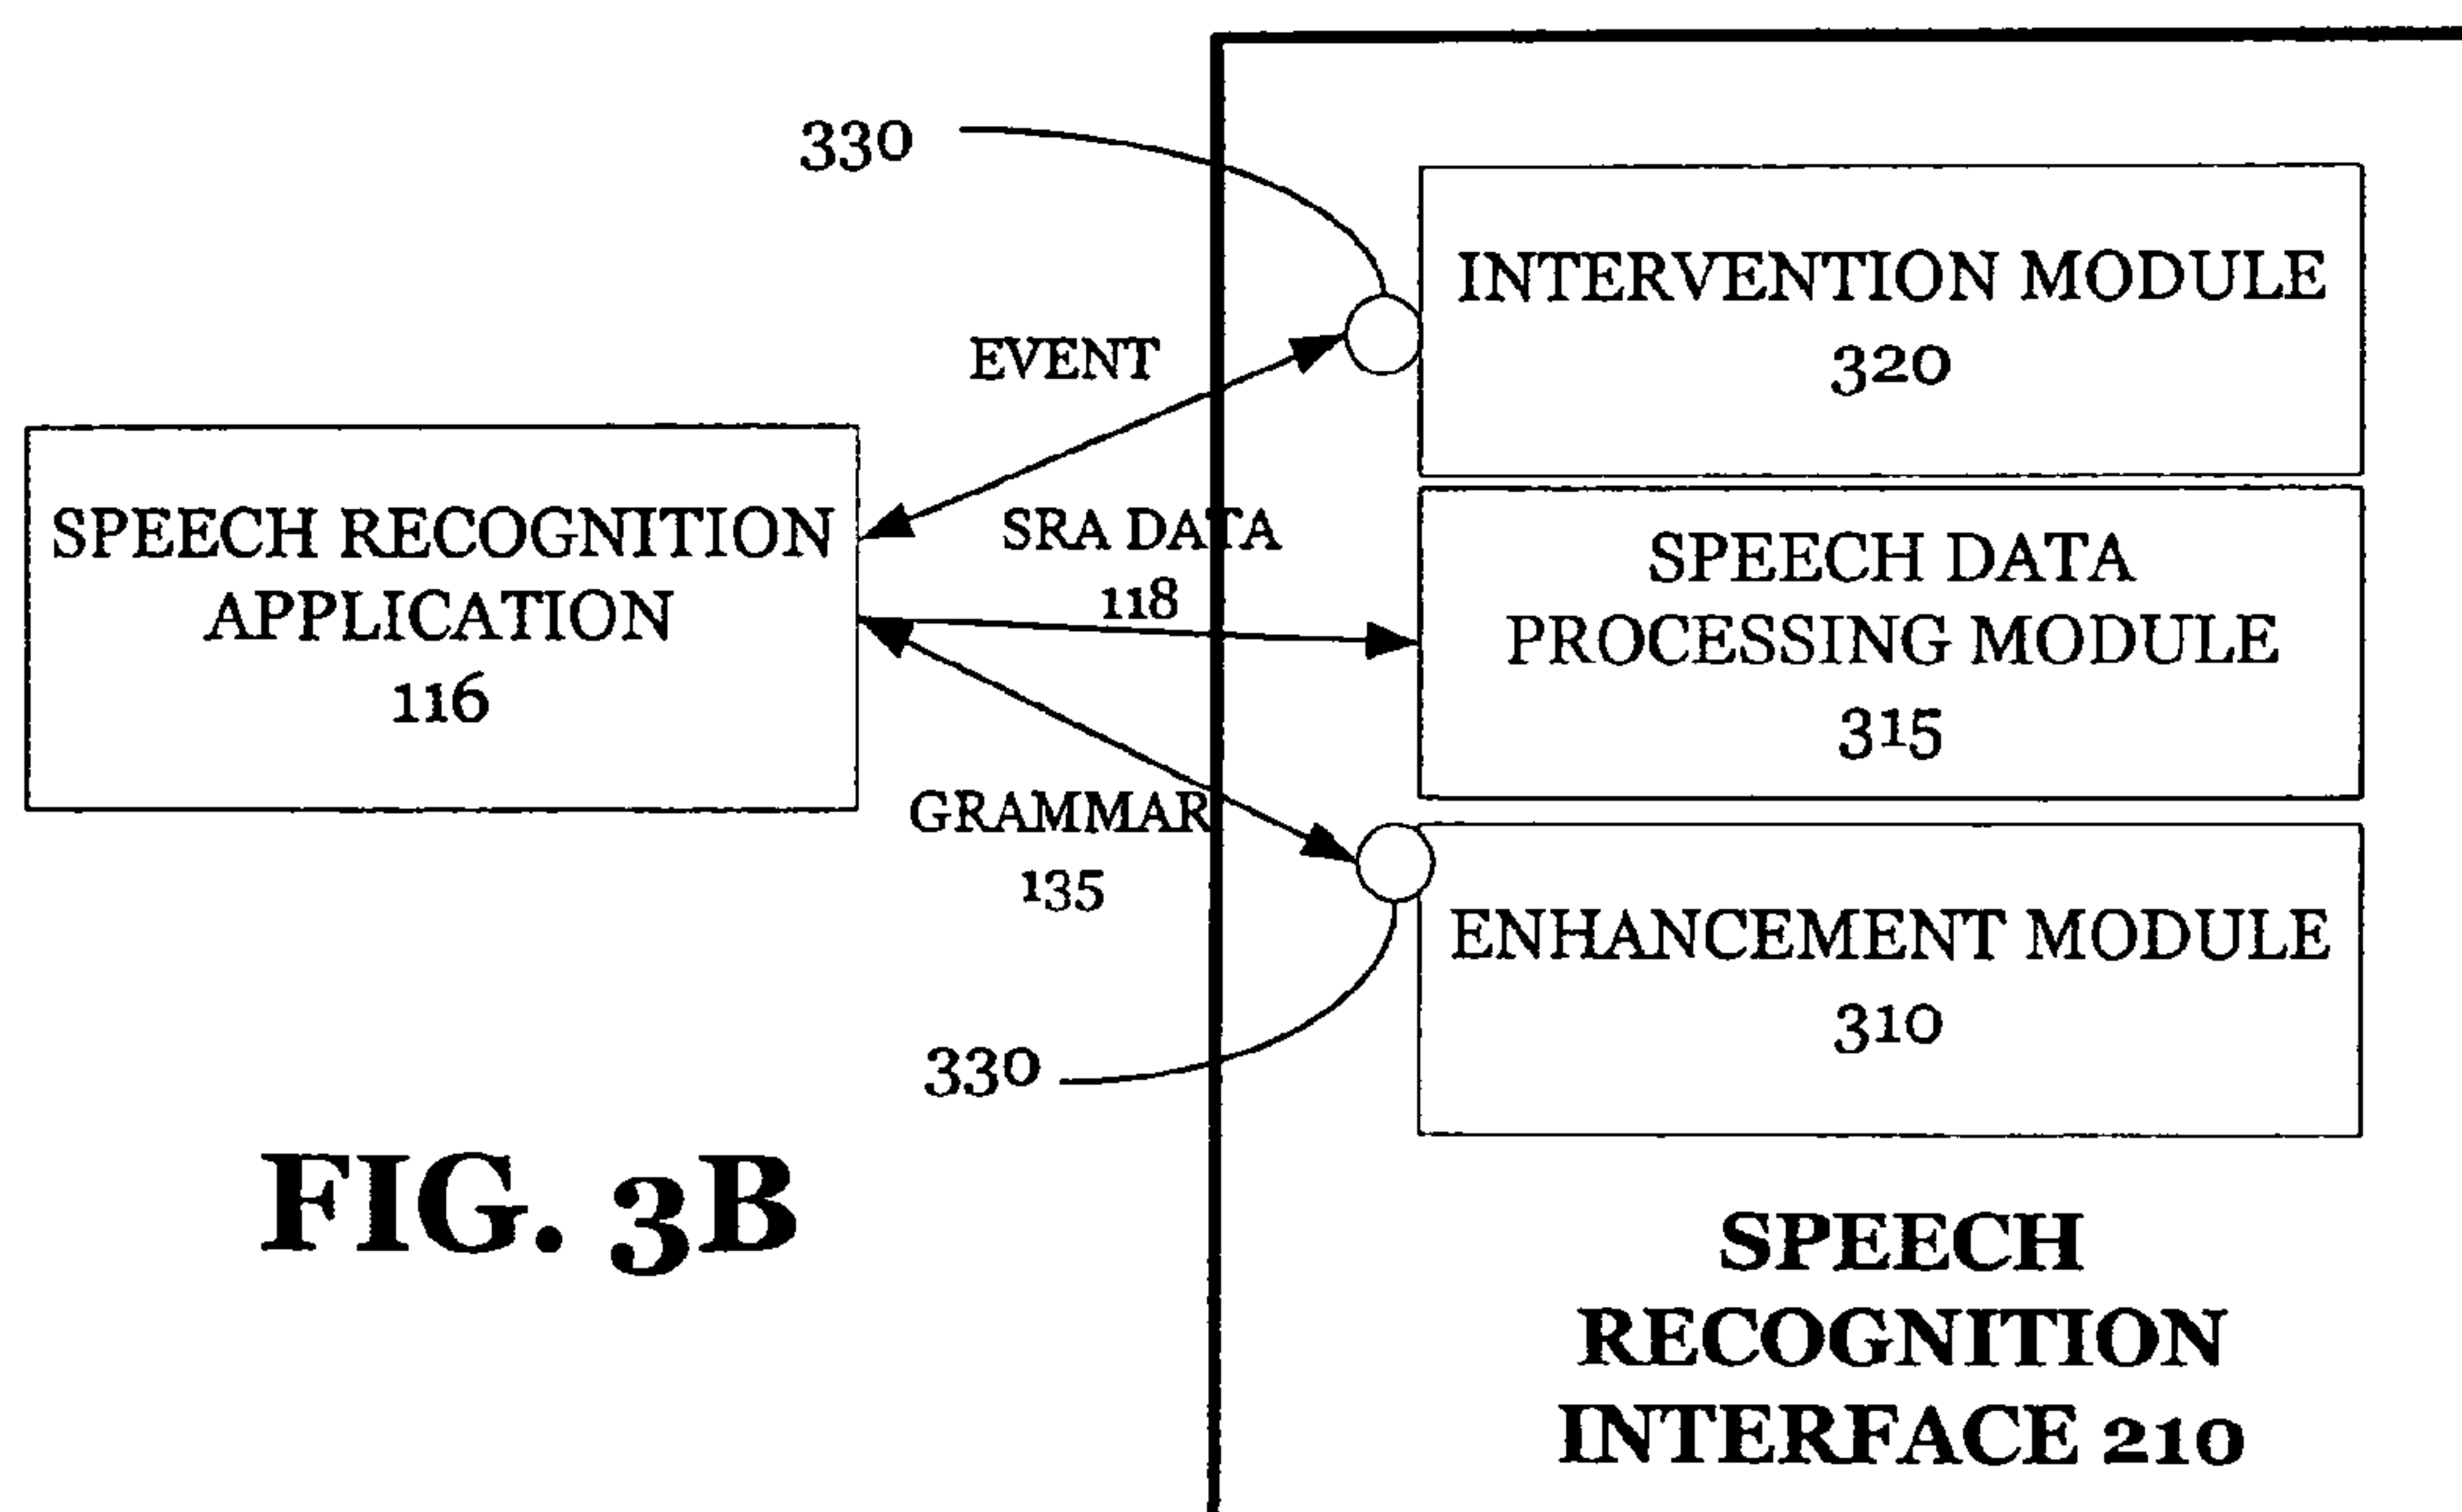 330
INTERVENTION MODULE
320
EVENT
SPEECH RECOGNITION
APPLICATION
116
SRA DATA
118
SPEECH DATA
PROCESSING MODULE
315
GRAMMAR
135
ENHANCEMENT MODULE
310
330
FIG. 3B
SPEECH
RECOGNITION
INTERFACE 210